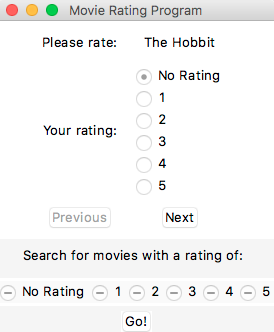 Movie Rating Program
Please rate: The Hobbit
No Rating
1
2
Your rating:
3
4
5
Previous Next
Search for movies with a rating of:
No Rating 1 2 3 4 5
Go!